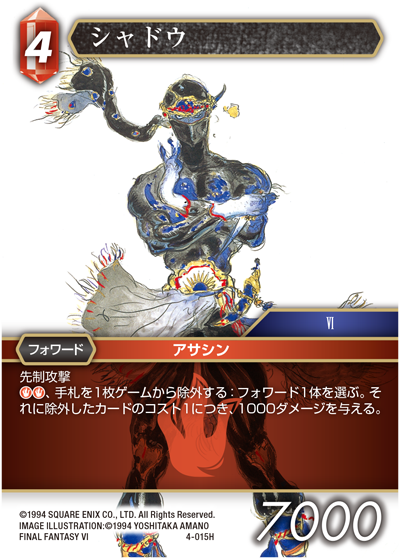 4
シャドウ
VI
フォワード
アサシン
先制攻撃
、手札を1枚ゲームから除外する：フォワード1体を選ぶ。そ
れに除外したカードのコスト1につき、1000ダメージを与える。
©1994 SQUARE ENIX CO., LTD. All Rights Reserved.
IMAGE ILLUSTRATION:©1994 YOSHITAKA AMANO
FINAL FANTASY VI
4-015H
7000